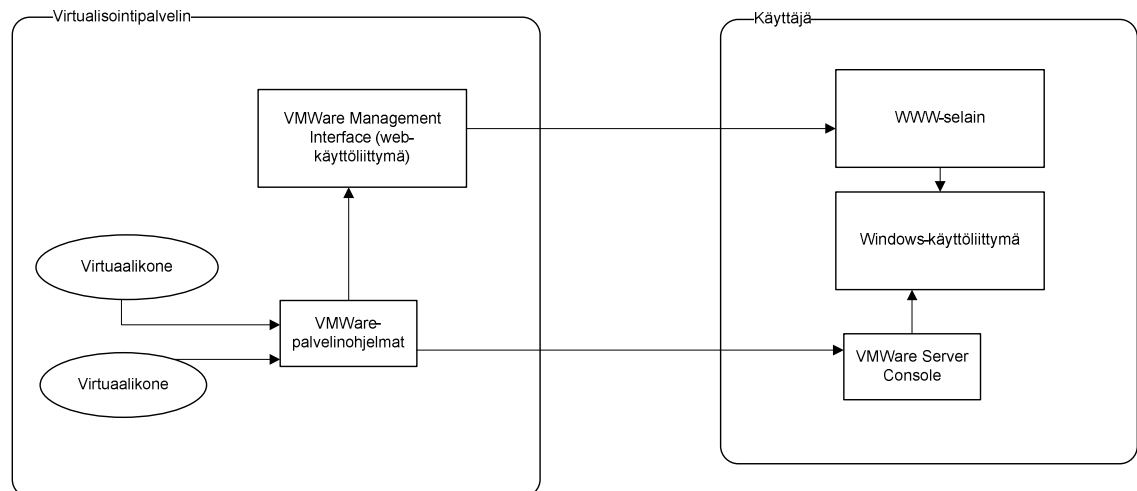 Virtualisointipalvelin
Käyttäjä
VMWare Management
Interface (web-
käyttöliittymä)
WWW-selain
Windows-käyttöliittymä
Virtuaalikone
VMWare-
palvelinohjelmat
Virtuaalikone
VMWare Server
Console